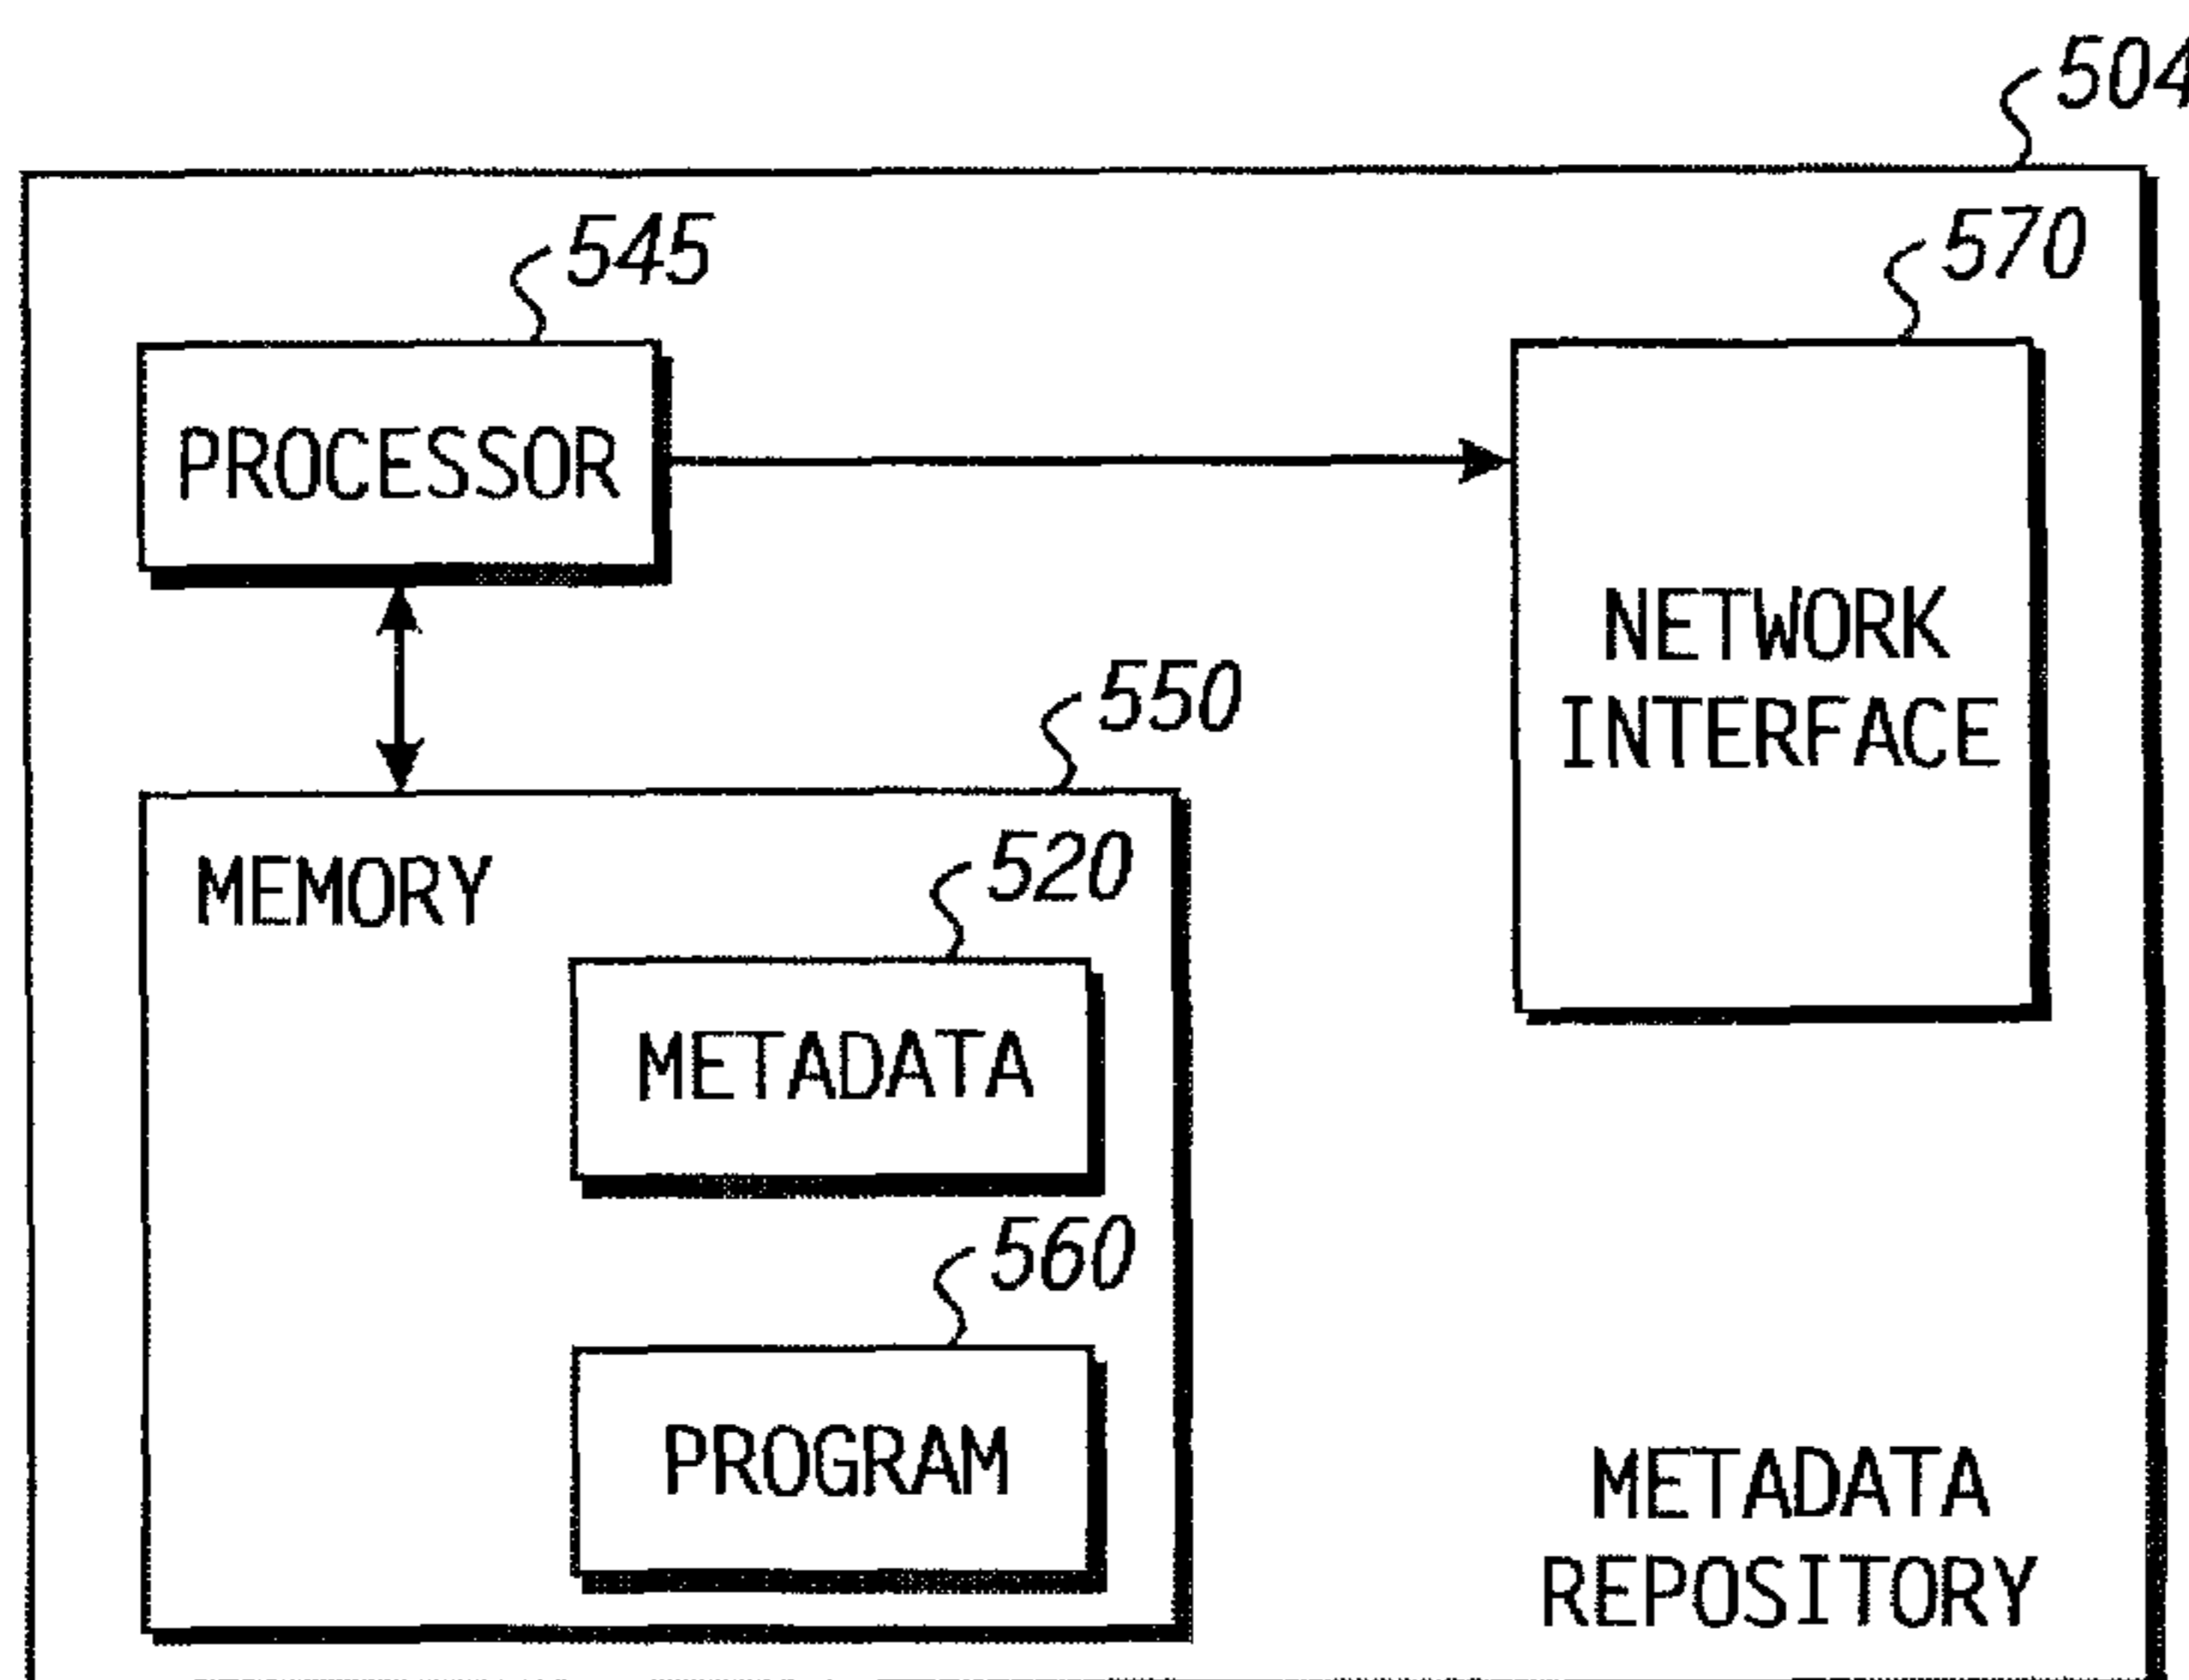 504
545
570
PROCESSOR
NETWORK
INTERFACE
550
MEMORY
520
METADATA
560
PROGRAM
METADATA
REPOSITORY